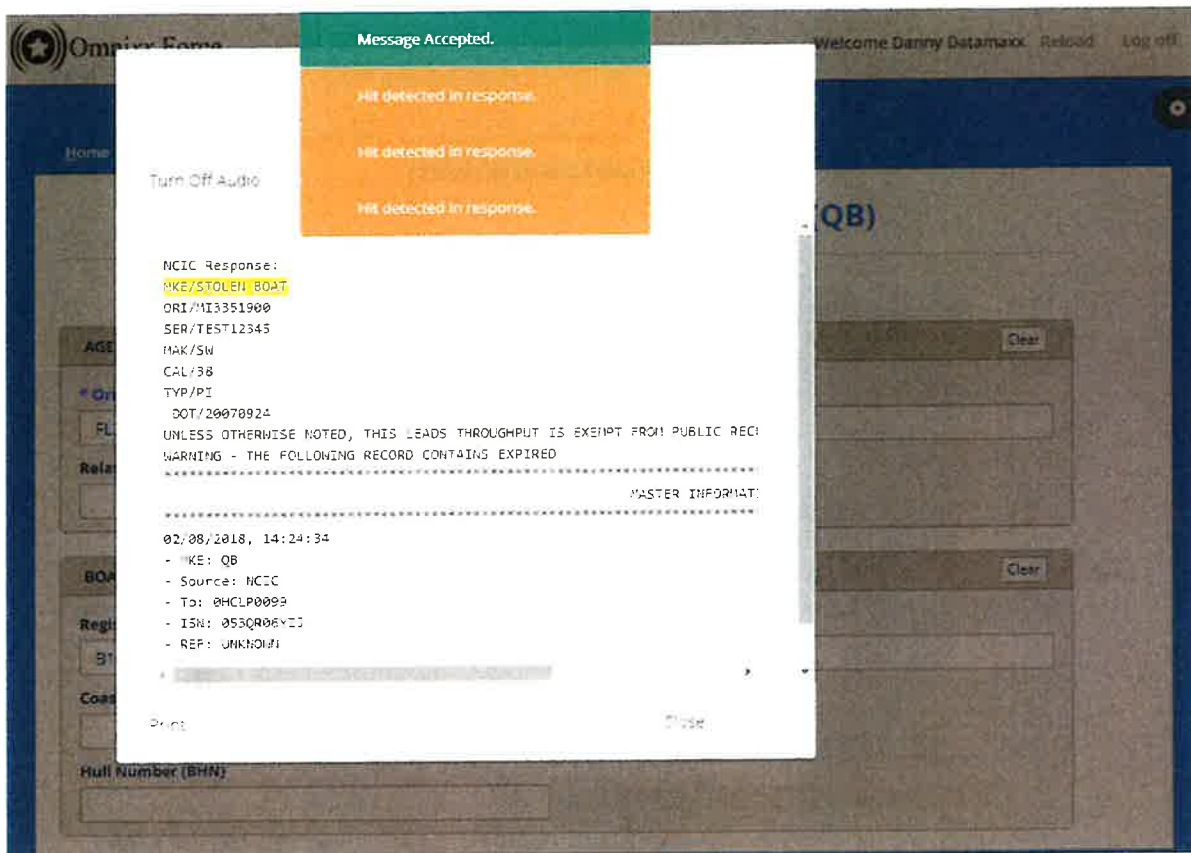 Message Accepted.
Welcome Danny Datamaxx Reload Log off
Hit detected in response.
Home
Hit detected in response.
Turn Off Audio
Hit detected in response.
(QB)
NCIC Response:
MKE/STOLEN BOAT
ORI/MI3351900
SER/TEST12345
MAK/SW
CAL/38
TYP/PI
DOT/20070924
UNLESS OTHERWISE NOTED, THIS LEADS THROUGHPUT IS EXEMPT FROM PUBLIC REC
WARNING - THE FOLLOWING RECORD CONTAINS EXPIRED
********************************************************************************
MASTER INFORMAT
********************************************************************************
02/08/2018, 14:24:34
- MKE: QB
- Source: NCIC
- To: 0HCLP0099
- ISN: 053QR06YIJ
- REF: UNKNOWN
Clear
Clear
Print
Close
Hull Number (BHN)